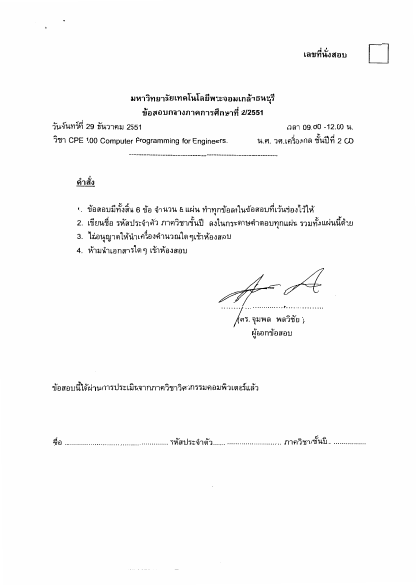 เลขที่นั่งสอบ
มหาวิทยาลัยเทคโนโลยีพระจอมเกล้าธนบุรี
ข้อสอบกลางภาคการศึกษาที่ 2/2551
วันจันทร์ที่ 29 ธันวาคม 2551 เวลา 09.00 -12.00 น.
วิชา CPE 100 Computer Programming for Engineers. น.ศ. วศ.เครื่องกล ชั้นปีที่ 2
คำสั่ง
1. ข้อสอบมีทั้งสิ้น 6 ข้อ จำนวน 8 แผ่น ทำทุกข้อลงในข้อสอบที่เว้นช่องไว้ให้
2. เขียนชื่อ รหัสประจำตัว ภาควิชา/ชั้นปี ลงในกระดาษคำตอบทุกแผ่น รวมทั้งแผ่นนี้ด้วย
3. ไม่อนุญาตให้นำเครื่องคำนวณใดๆเข้าห้องสอบ
4. ห้ามนำเอกสารใดๆ เข้าห้องสอบ
(ดร. จุมพล พลวิชัย )
ผู้ออกข้อสอบ
ข้อสอบนี้ได้ผ่านการประเมินจากภาควิชาวิศวกรรมคอมพิวเตอร์แล้ว
ชื่อ ................................................ รหัสประจำตัว............................. ภาควิชา/ชั้นปี. ...............